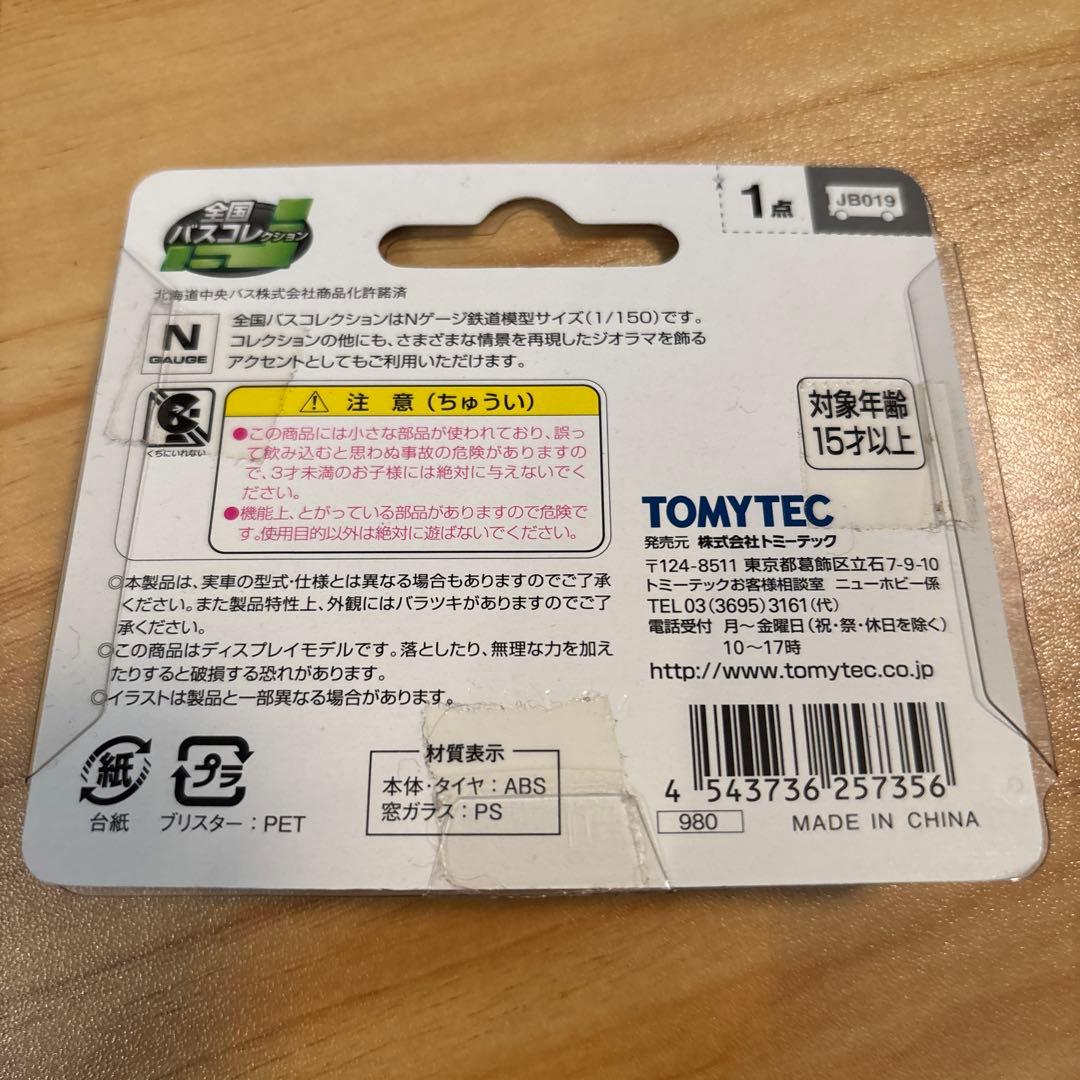 全国
バスコレクション
1点
JB019
北海道中央バス株式会社商品化許諾済
N
GAUGE
全国バスコレクションはNゲージ鉄道模型サイズ(1/150)です。
コレクションの他にも、さまざまな情景を再現したジオラマを飾る
アクセントとしてもご利用いただけます。
くちにいれない
注 意(ちゅうい)
●この商品には小さな部品が使われており、誤っ
て飲み込むと思わぬ事故の危険がありますの
で、3才未満のお子様には絶対に与えないでく
ださい。
●機能上、とがっている部品がありますので危険で
す。使用目的以外は絶対に遊ばないでください。
対象年齢
15才以上
◎本製品は、実車の型式・仕様とは異なる場合もありますのでご了承
ください。また製品特性上、外観にはバラツキがありますのでご了
承ください。
◎この商品はディスプレイモデルです。落としたり、無理な力を加え
たりすると破損する恐れがあります。
◎イラストは製品と一部異なる場合があります。
TOMYTEC
発売元 株式会社トミーテック
〒124-8511 東京都葛飾区立石7-9-10
トミーテックお客様相談室 ニューホビー係
TEL 03(3695)3161(代)
電話受付 月~金曜日(祝・祭・休日を除く)
10~17時
http://www.tomytec.co.jp
紙
台紙
プラ
ブリスター:PET
材質表示
本体・タイヤ:ABS
窓ガラス:PS
4 543736 257356
980
MADE IN CHINA